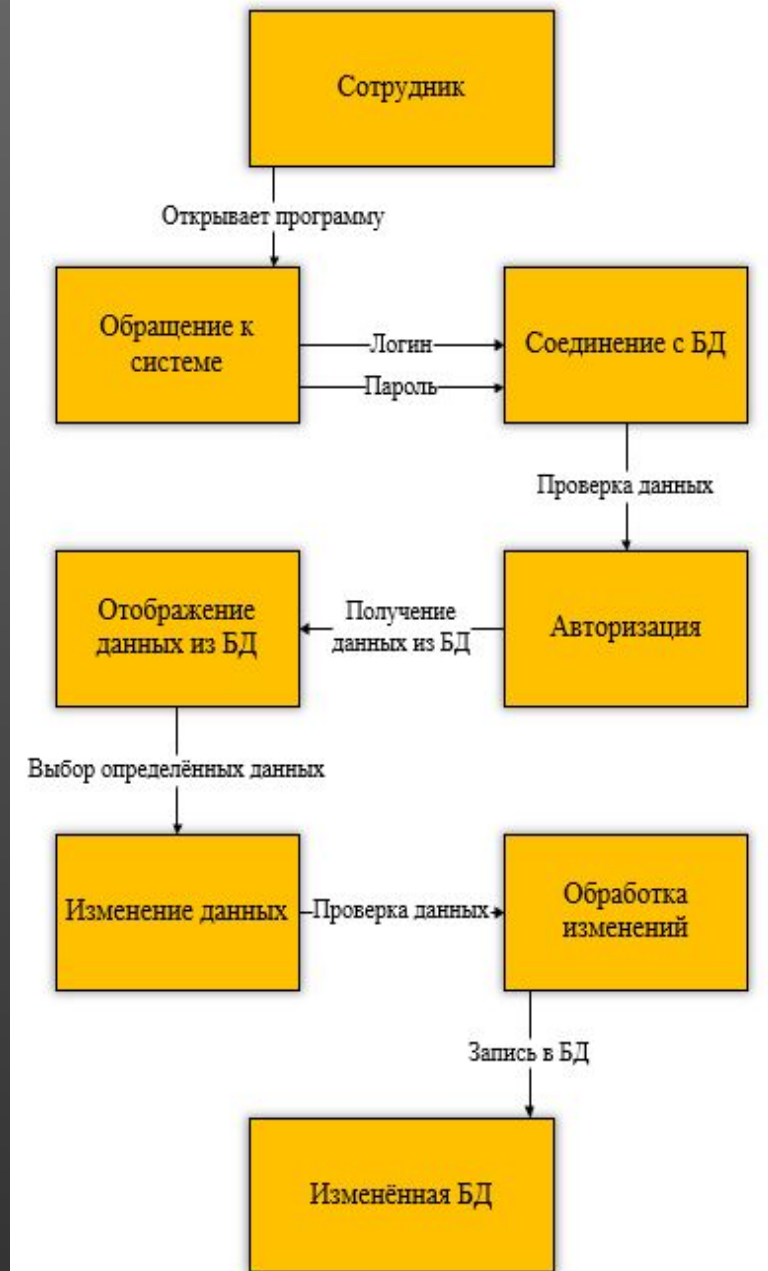 Сотрудник
Открывает программу
Обращение к
системе
Логин
Пароль
Соединение с БД
Проверка данных
Авторизация
Получение
данных из БД
Отображение
данных из БД
Выбор определённых данных
Изменение данных
Проверка данных
Обработка
изменений
Запись в БД
Изменённая БД